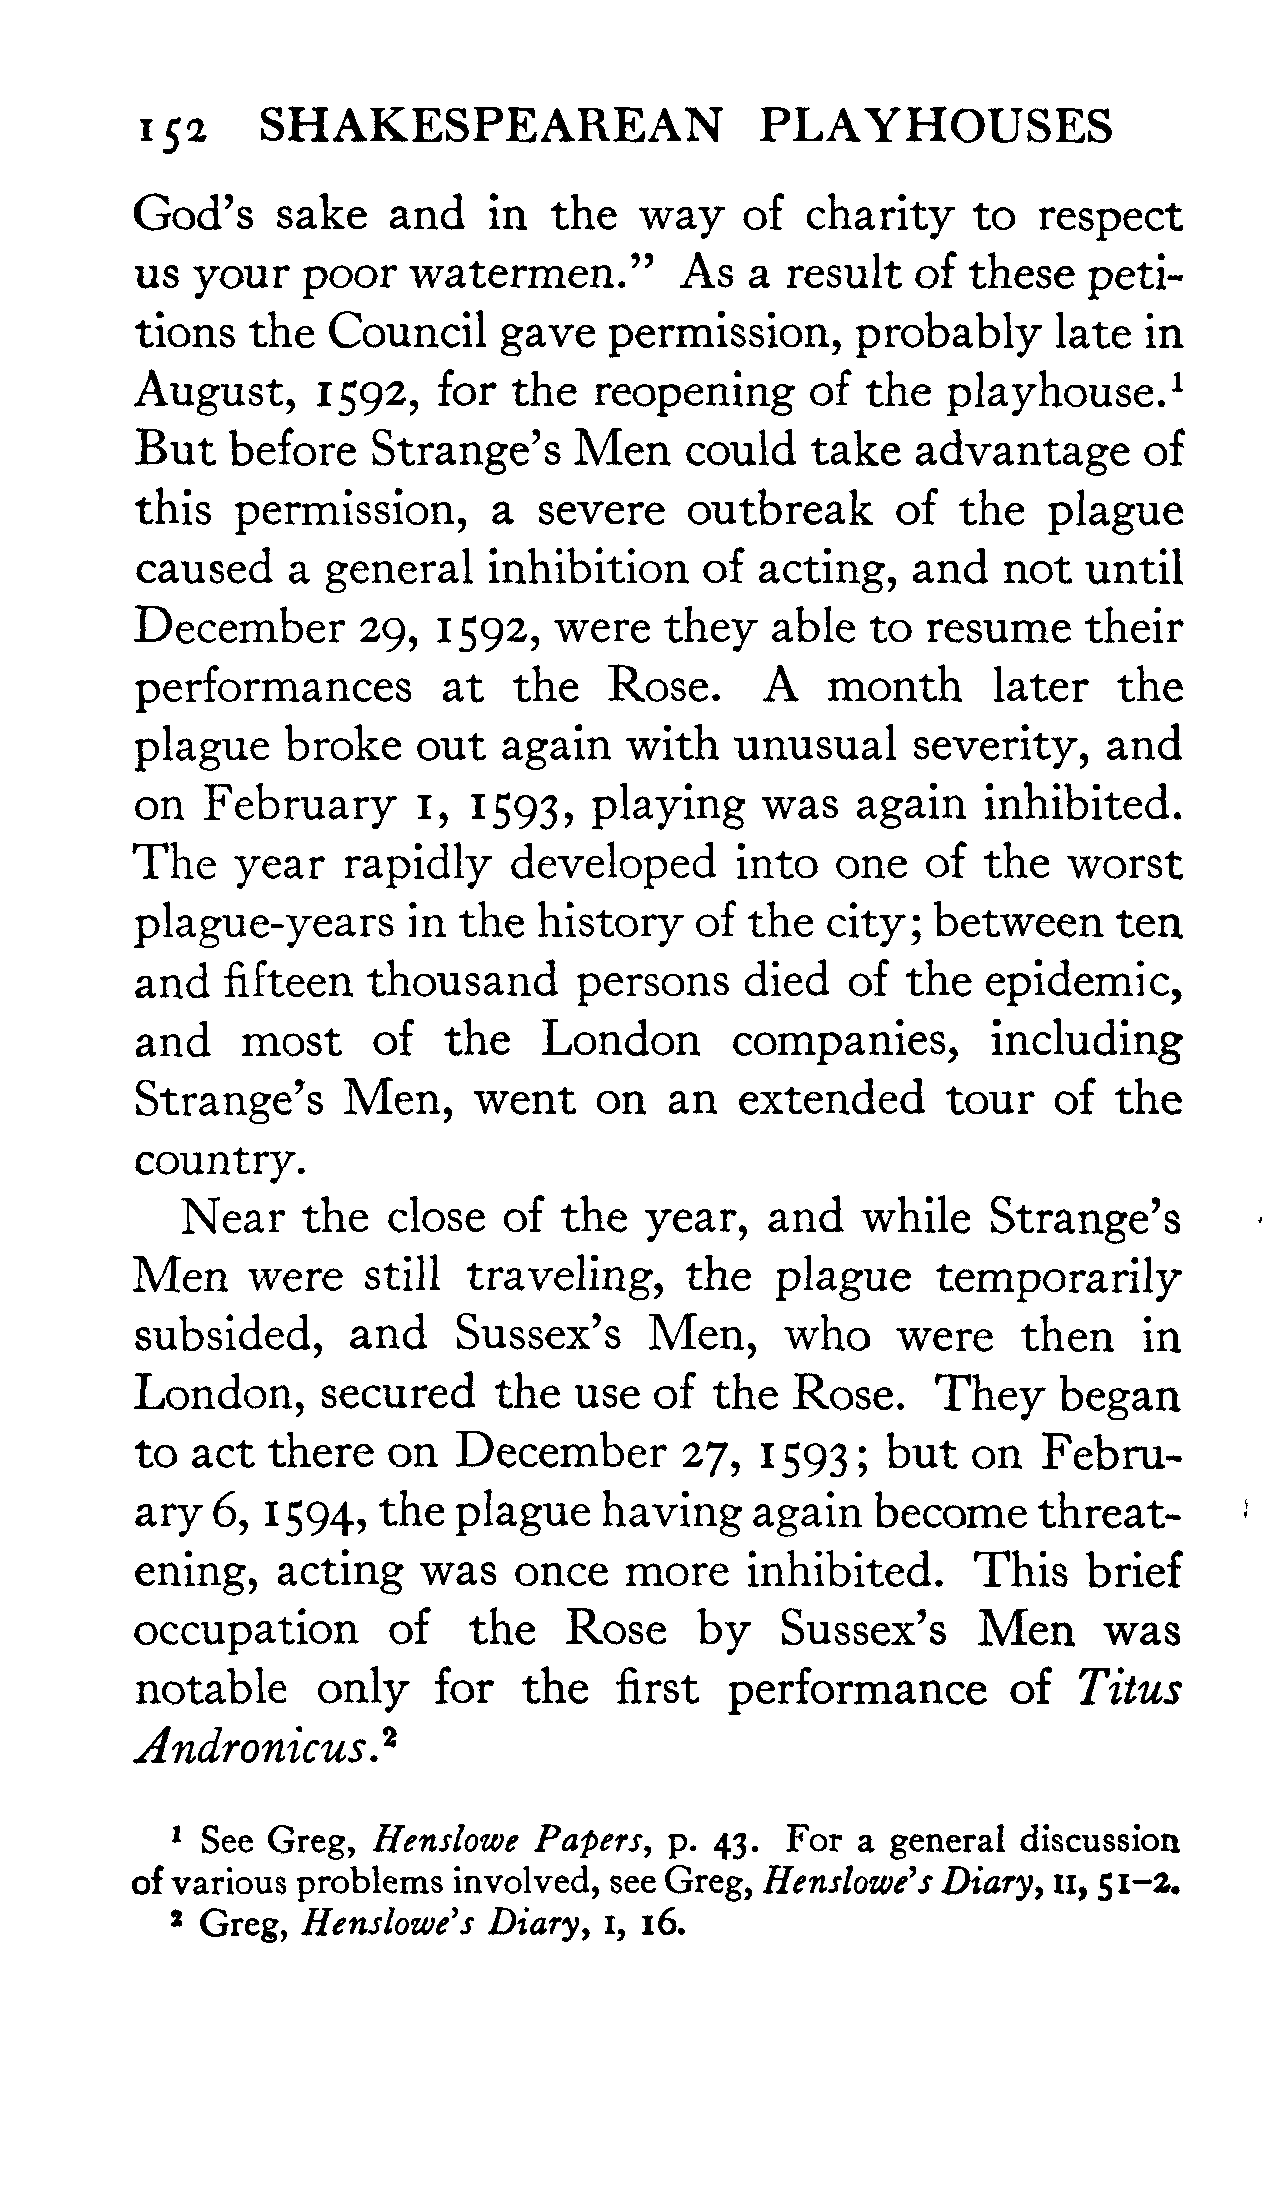 152 SHAKESPEAREAN PLAYHOUSES
God’s sake and in the way of charity to respect
us your poor watermen.” As a result of these peti-
tions the Council gave permission, probably late in
August, 1592, for the reopening of the playhouse.¹
But before Strange’s Men could take advantage of
this permission, a severe outbreak of the plague
caused a general inhibition of acting, and not until
December 29, 1592, were they able to resume their
performances at the Rose. A month later the
plague broke out again with unusual severity, and
on February 1, 1593, playing was again inhibited.
The year rapidly developed into one of the worst
plague-years in the history of the city; between ten
and fifteen thousand persons died of the epidemic,
and most of the London companies, including
Strange’s Men, went on an extended tour of the
country.
Near the close of the year, and while Strange’s
Men were still traveling, the plague temporarily
subsided, and Sussex’s Men, who were then in
London, secured the use of the Rose. They began
to act there on December 27, 1593; but on Febru-
ary 6, 1594, the plague having again become threat-
ening, acting was once more inhibited. This brief
occupation of the Rose by Sussex’s Men was
notable only for the first performance of Titus
Andronicus.²
¹ See Greg, Henslowe Papers, p. 43. For a general discussion
of various problems involved, see Greg, Henslowe’s Diary, II, 51–2.
² Greg, Henslowe’s Diary, I, 16.